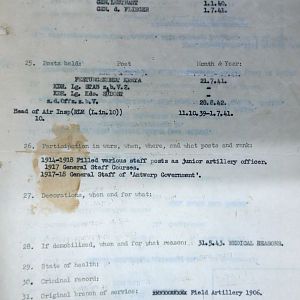 GEN. LEUTNANT 1.1.40.
GEN. d. FLIEGER 1.7.41.
25. Posts held: Post Month & Year:
21.7.41.
KDR. Lg. STAB z.b.V.2. -
KDR. Lg. Kdo. -
z.d.Offz.z.b.V. 28.8.42.
Head of Air Insp(RLM (L.in.10)) 11.10.39-1.7.41.
10.
26. Participation in wars, when, where, and what posts and rank:
1914-1918 Filled various staff posts as junior artillery officer.
1917 General Staff Courses.
1917-18 General Staff of 'Antwerp Government'.
27. Decorations, when and for what:
28. If demobilized, when and for what reason: 31.5.43. MEDICAL REASONS.
29. State of health:
30. Criminal record:
31. Original branch of service: Field Artillery 1906.